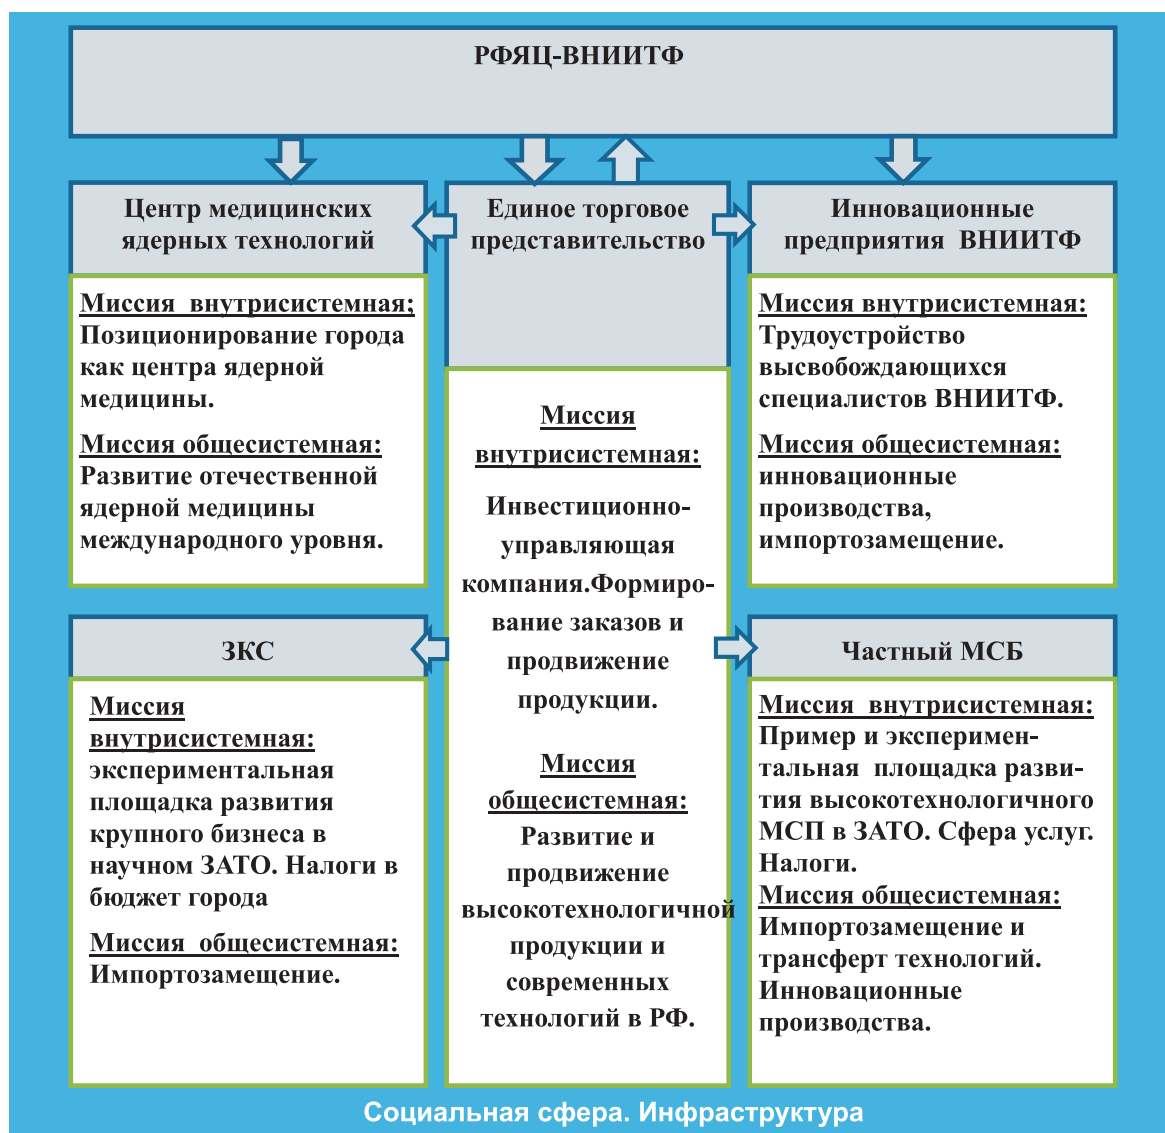 РФЯЦ-ВНИИТФ
Центр медицинских
ядерных технологий
Миссия внутрисистемная;
Позиционирование города
как центра ядерной
медицины.
Миссия общесистемная:
Развитие отечественной
ядерной медицины
международного уровня.
Единое торговое
представительство
Миссия
внутрисистемная:
Инвестиционно-
управляющая
компания.Формиро-
вание заказов и
продвижение
продукции.
Миссия
общесистемная:
Развитие и
продвижение
высокотехнологичной
продукции и
современных
технологий в РФ.
Инновационные
предприятия ВНИИТФ
Миссия внутрисистемная:
Трудоустройство
высвобождающихся
специалистов ВНИИТФ.
Миссия общесистемная:
инновационные
производства,
импортозамещение.
ЗКС
Миссия
внутрисистемная:
экспериментальная
площадка развития
крупного бизнеса в
научном ЗАТО. Налоги в
бюджет города
Миссия общесистемная:
Импортозамещение.
Частный МСБ
Миссия внутрисистемная:
Пример и эксперимен-
тальная площадка разви-
тия высокотехнологичного
МСП в ЗАТО. Сфера услуг.
Налоги.
Миссия общесистемная:
Импортозамещение и
трансферт технологий.
Инновационные
производства.
Социальная сфера. Инфраструктура